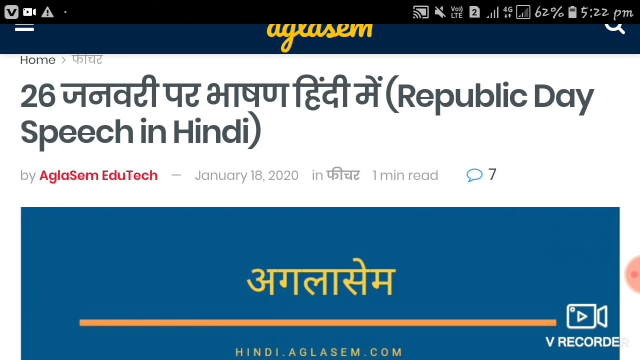 62% 5:22 pm
aglasem
Home > फीचर
26 जनवरी पर भाषण हिंदी में (Republic Day
Speech in Hindi)
by AglaSem EduTech — January 18, 2020 in फीचर 1 min read 7
अगलासेम
HINDI.AGLASEM.COM
V RECORDER